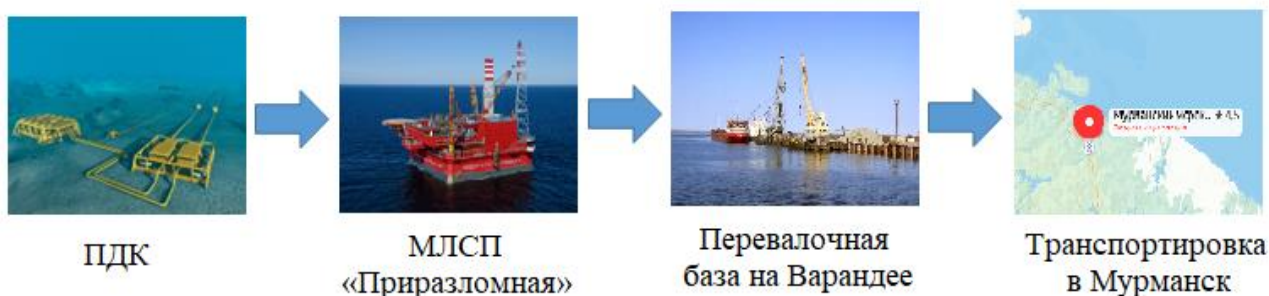 ПДК
МЛСП
«Приразломная»
Перевалочная
база на Варандее
Транспортировка
в Мурманск